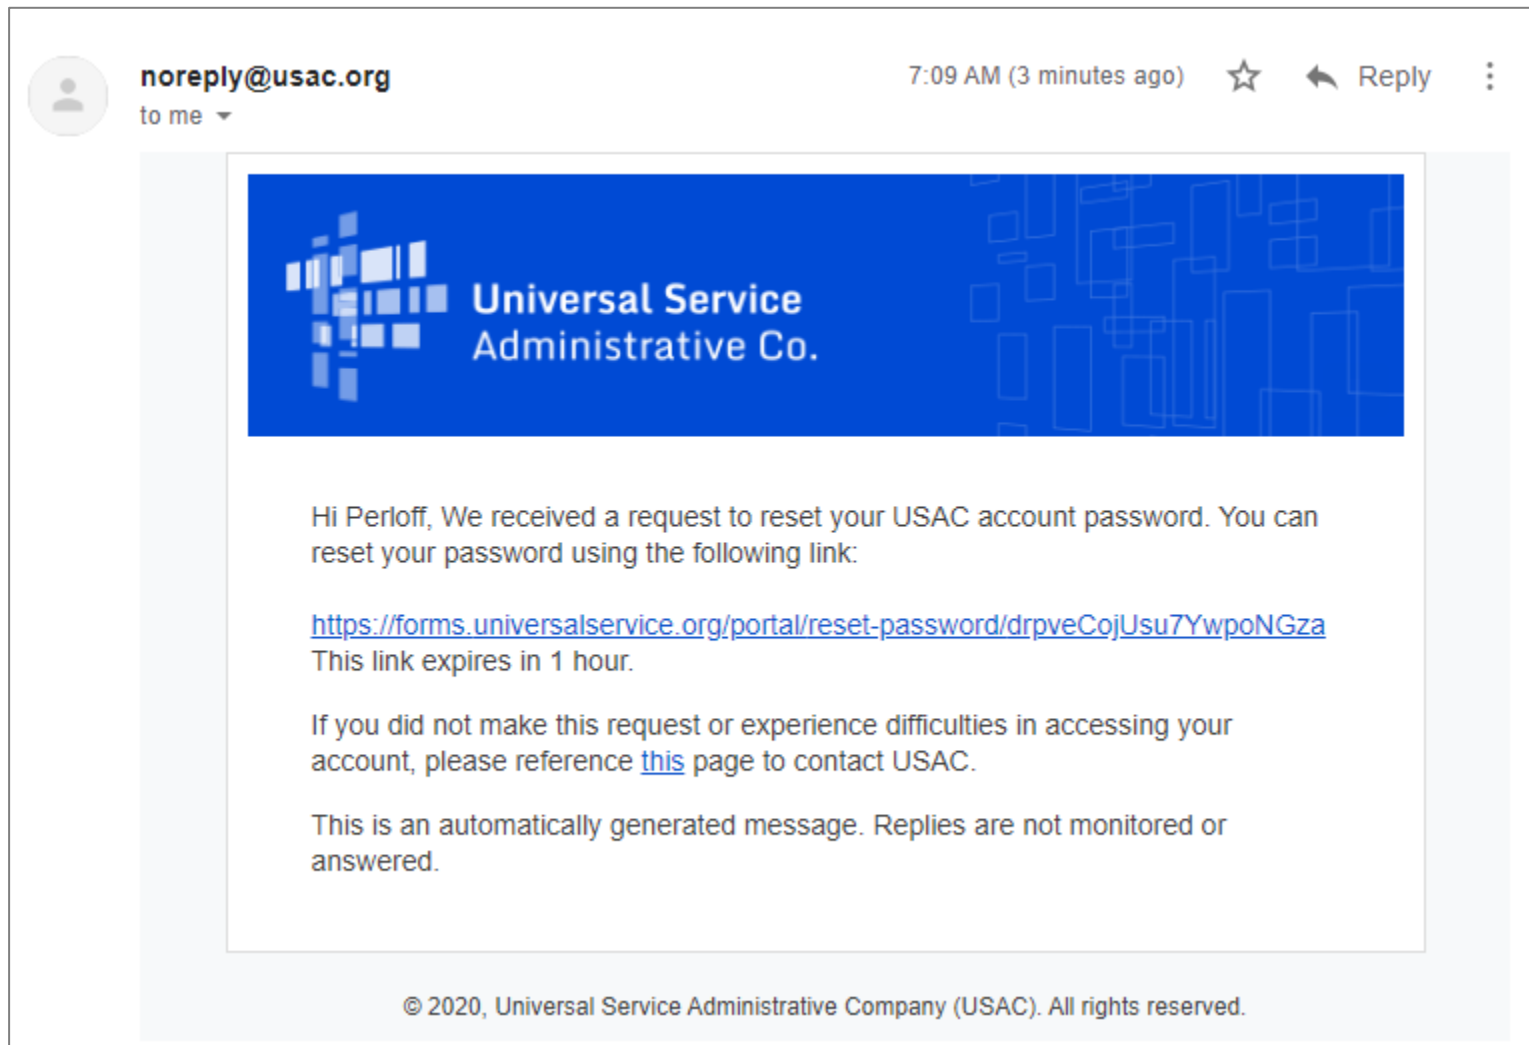 noreply@usac.org
7:09 AM (3 minutes ago)
Reply
to me
Universal Service
Administrative Co.
Hi Perloff, We received a request to reset your USAC account password. You can
reset your password using the following link:
https://forms.universalservice.org/portal/reset-password/drpveCojUsu7YwpoNGza
This link expires in 1 hour.
If you did not make this request or experience difficulties in accessing your
account, please reference this page to contact USAC.
This is an automatically generated message. Replies are not monitored or
answered.
© 2020, Universal Service Administrative Company (USAC). All rights reserved.